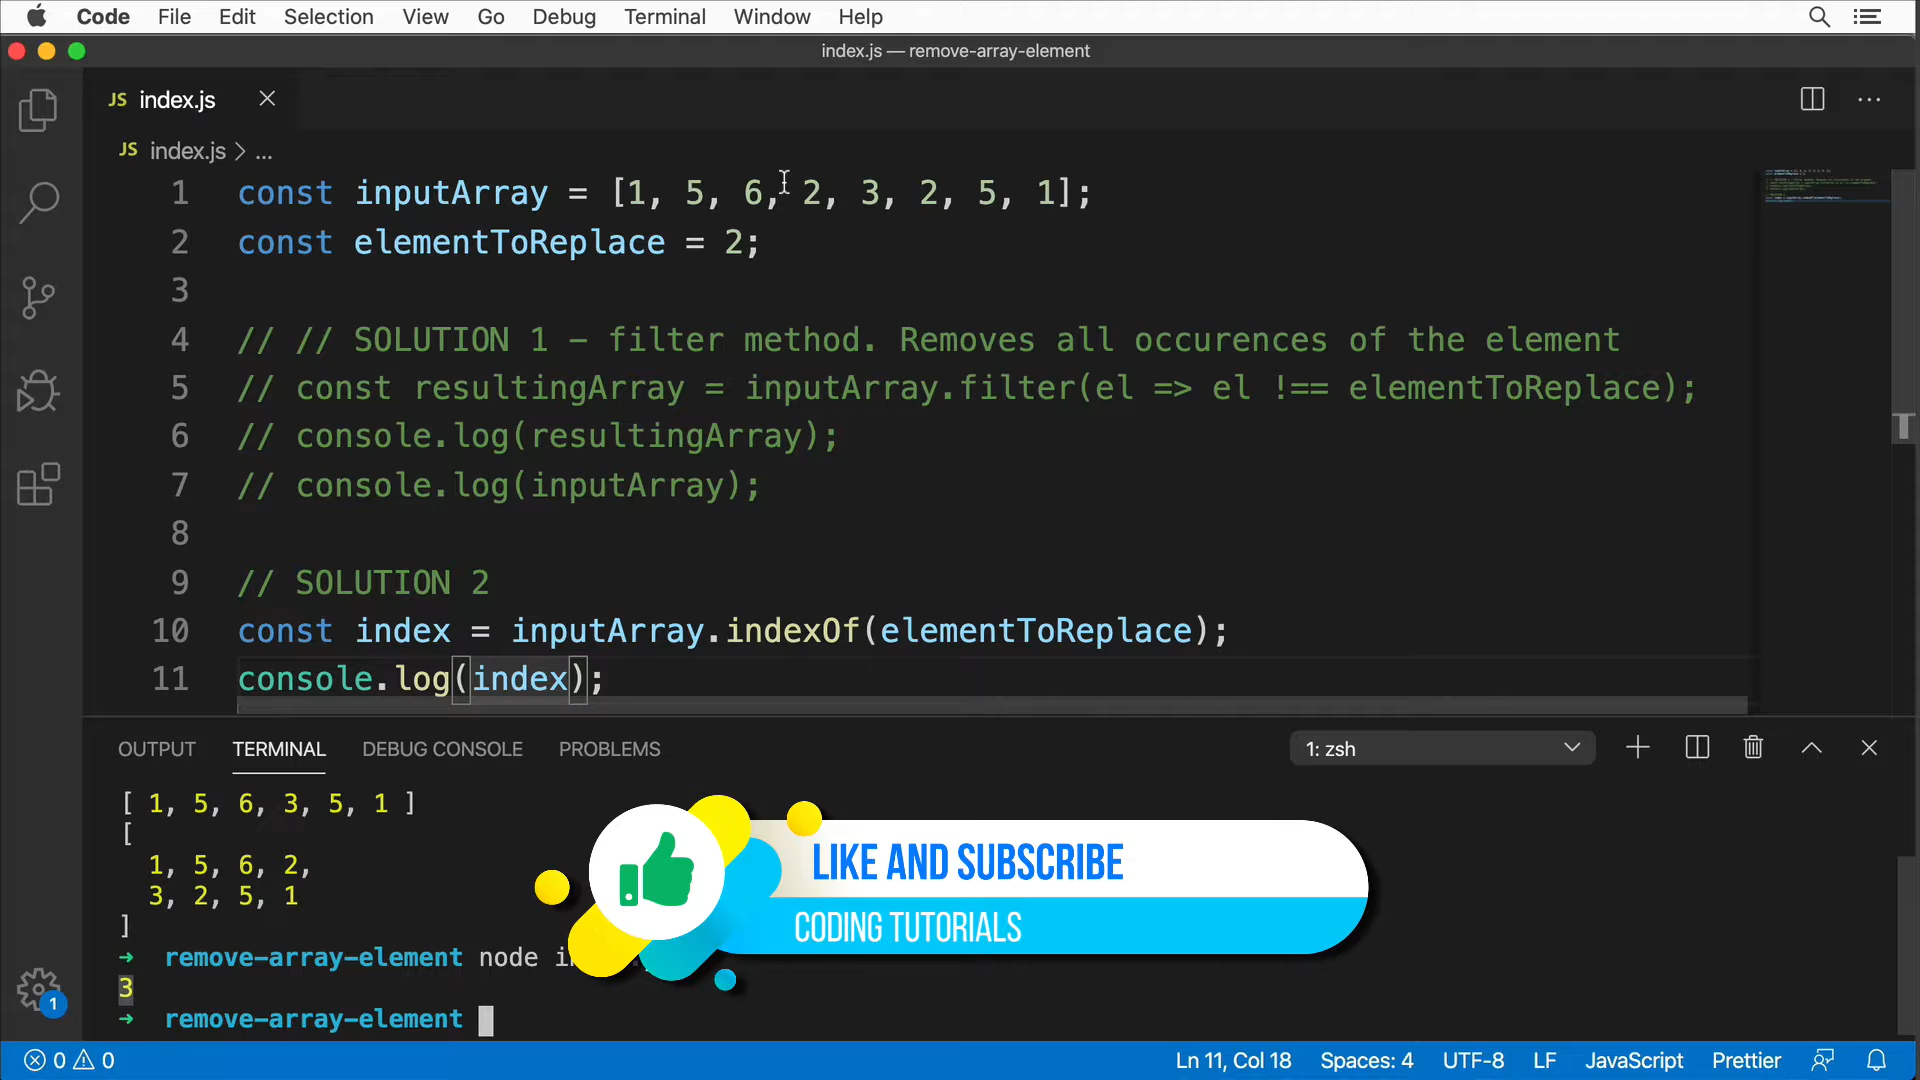 Code File Edit Selection View Go Debug Terminal Window Help
index.js — remove-array-element
JS index.js
JS index.js > ...
1 const inputArray = [1, 5, 6, 2, 3, 2, 5, 1];
2 const elementToReplace = 2;
3
4 // // SOLUTION 1 - filter method. Removes all occurences of the element
5 // const resultingArray = inputArray.filter(el => el !== elementToReplace);
6 // console.log(resultingArray);
7 // console.log(inputArray);
8
9 // SOLUTION 2
10 const index = inputArray.indexOf(elementToReplace);
11 console.log(index);
OUTPUT TERMINAL DEBUG CONSOLE PROBLEMS 1: zsh
[ 1, 5, 6, 3, 5, 1 ]
[
1, 5, 6, 2,
3, 2, 5, 1
]
➜ remove-array-element node
3
➜ remove-array-element
LIKE AND SUBSCRIBE
CODING TUTORIALS
1
0 0 Ln 11, Col 18 Spaces: 4 UTF-8 LF JavaScript Prettier